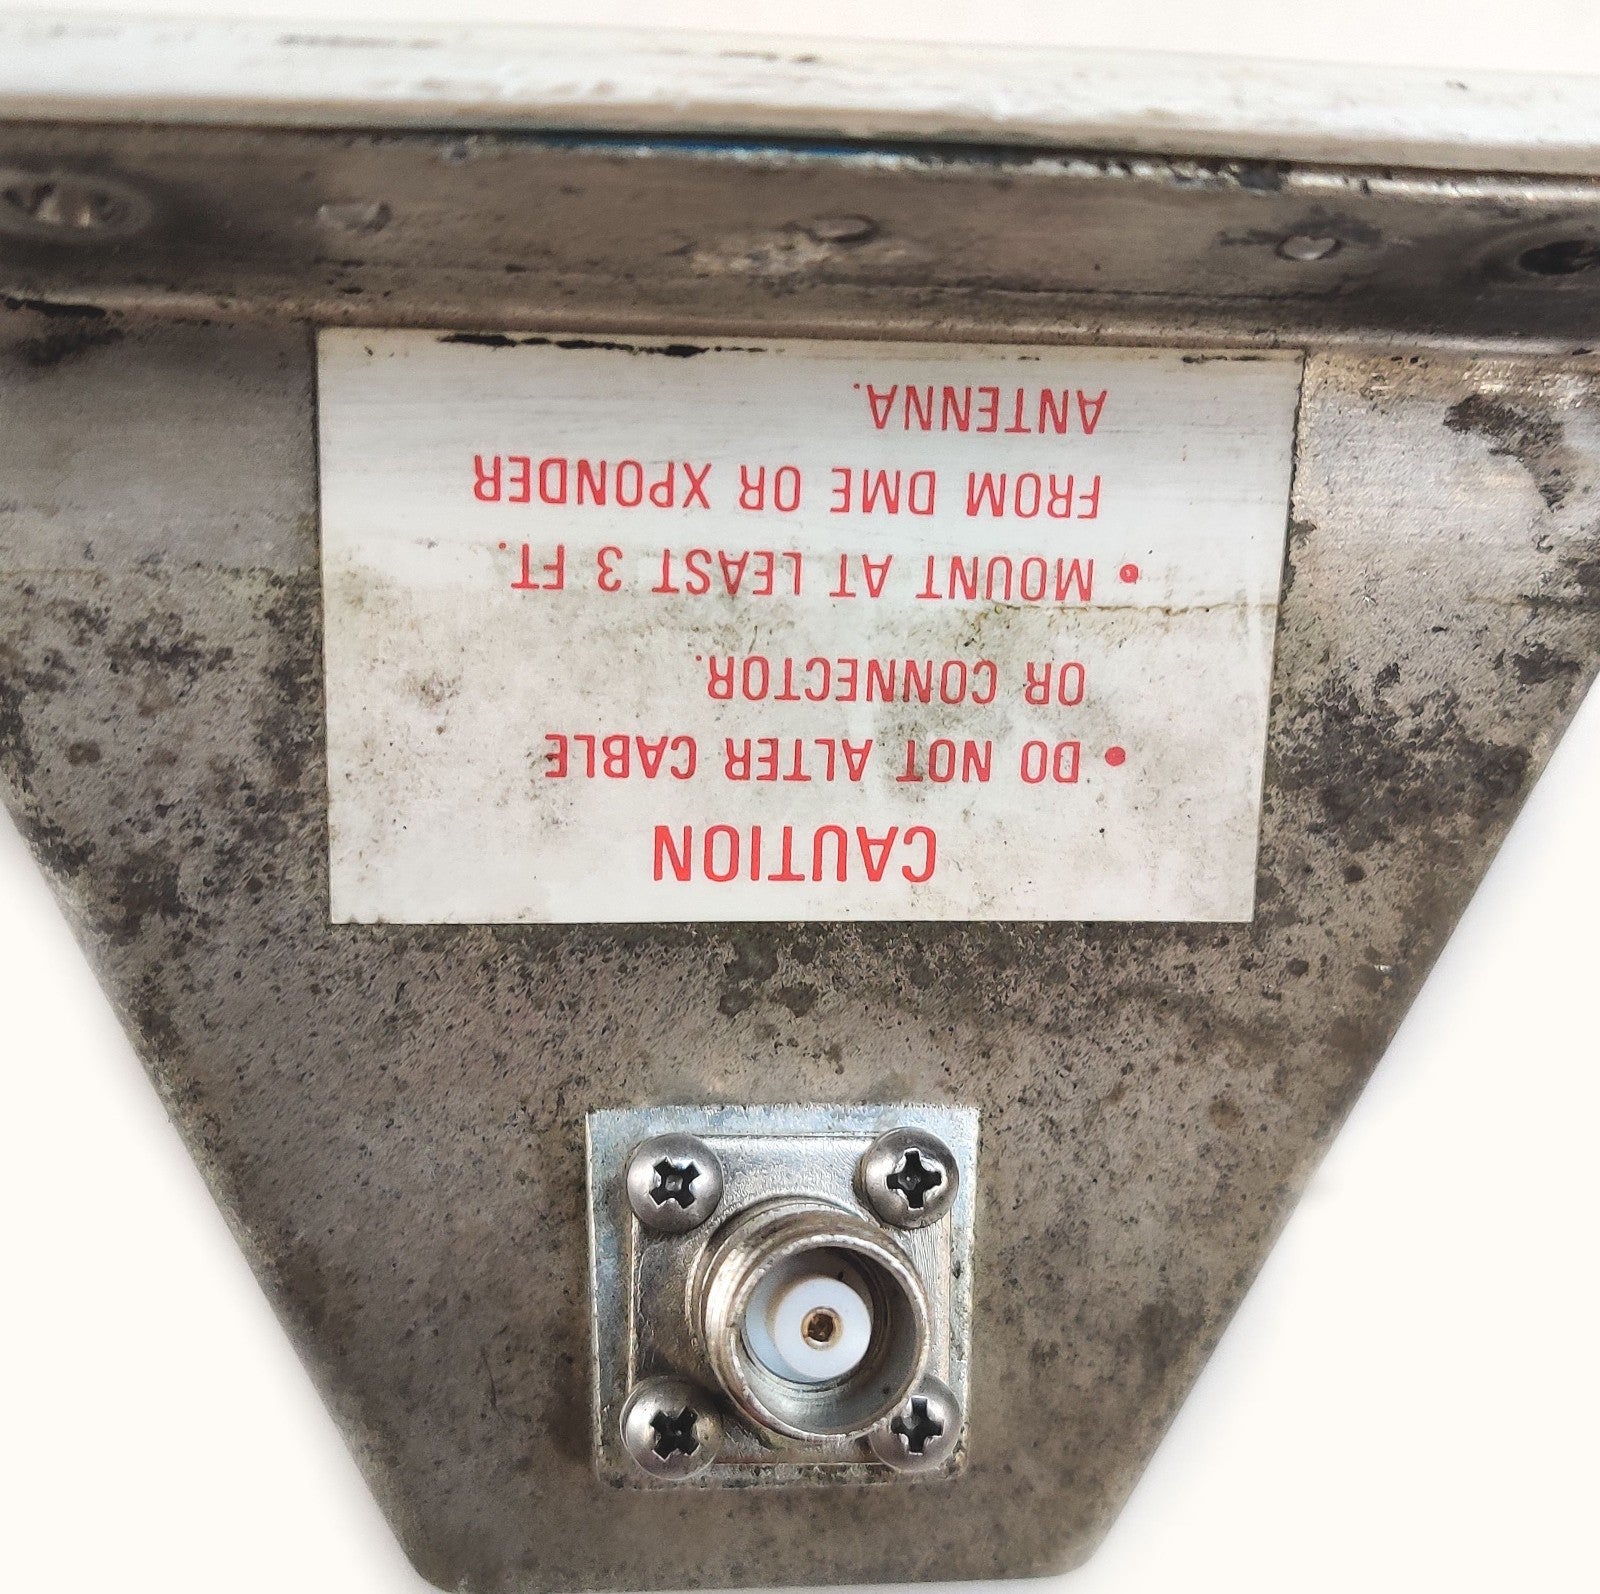 CAUTION
• DO NOT ALTER CABLE
OR CONNECTOR.
• MOUNT AT LEAST 3 FT.
FROM DME OR XPONDER
ANTENNA.